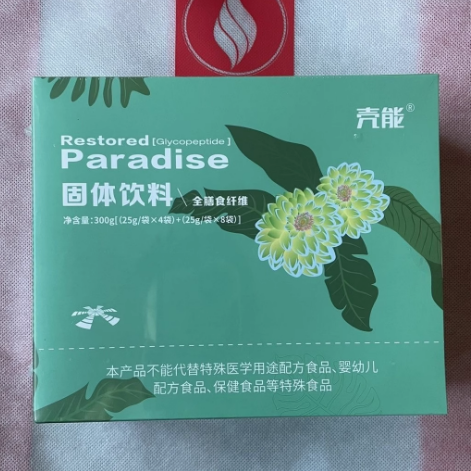 壳能®
Restored [Glycopeptide]
Paradise
固体饮料 \ 全膳食纤维
净含量:300g[(25g/袋×4袋)+(25g/袋×8袋)]
本产品不能代替特殊医学用途配方食品、婴幼儿
配方食品、保健食品等特殊食品